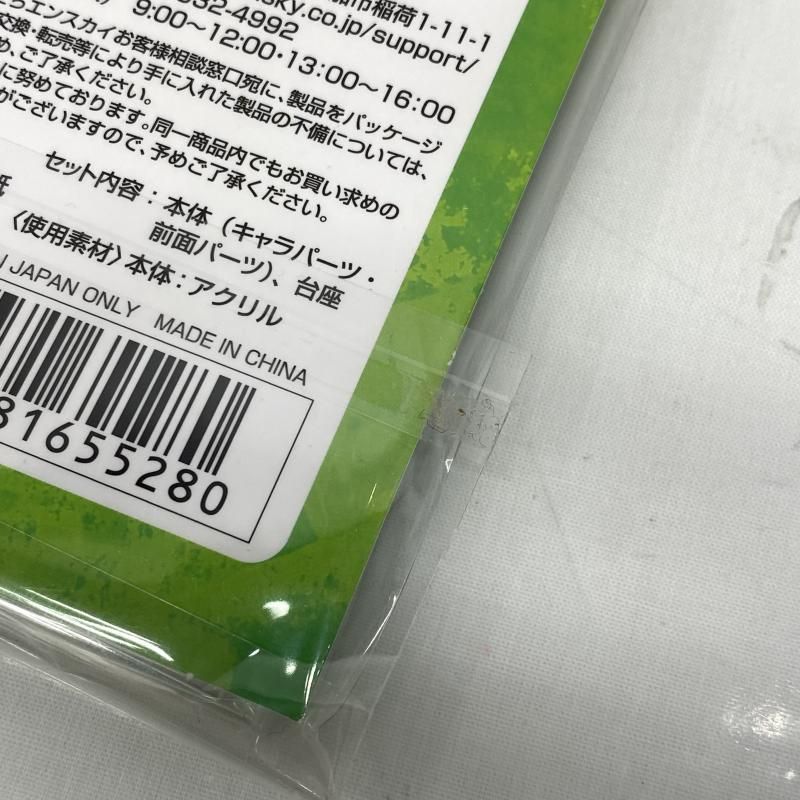 市稲荷1-11-1
sky.co.jp/support/
932-4992
9:00～12:00・13:00～16:00
らエンスカイお客様相談窓口宛に、製品をパッケージ
交換・転売等により手に入れた製品の不備については、
め、ご了承ください。
に努めております。同一商品内でもお買い求めの
がございますので、予めご了承ください。
セット内容：本体（キャラパーツ・
前面パーツ）、台座
紙
〈使用素材〉本体：アクリル
N JAPAN ONLY MADE IN CHINA
81655280